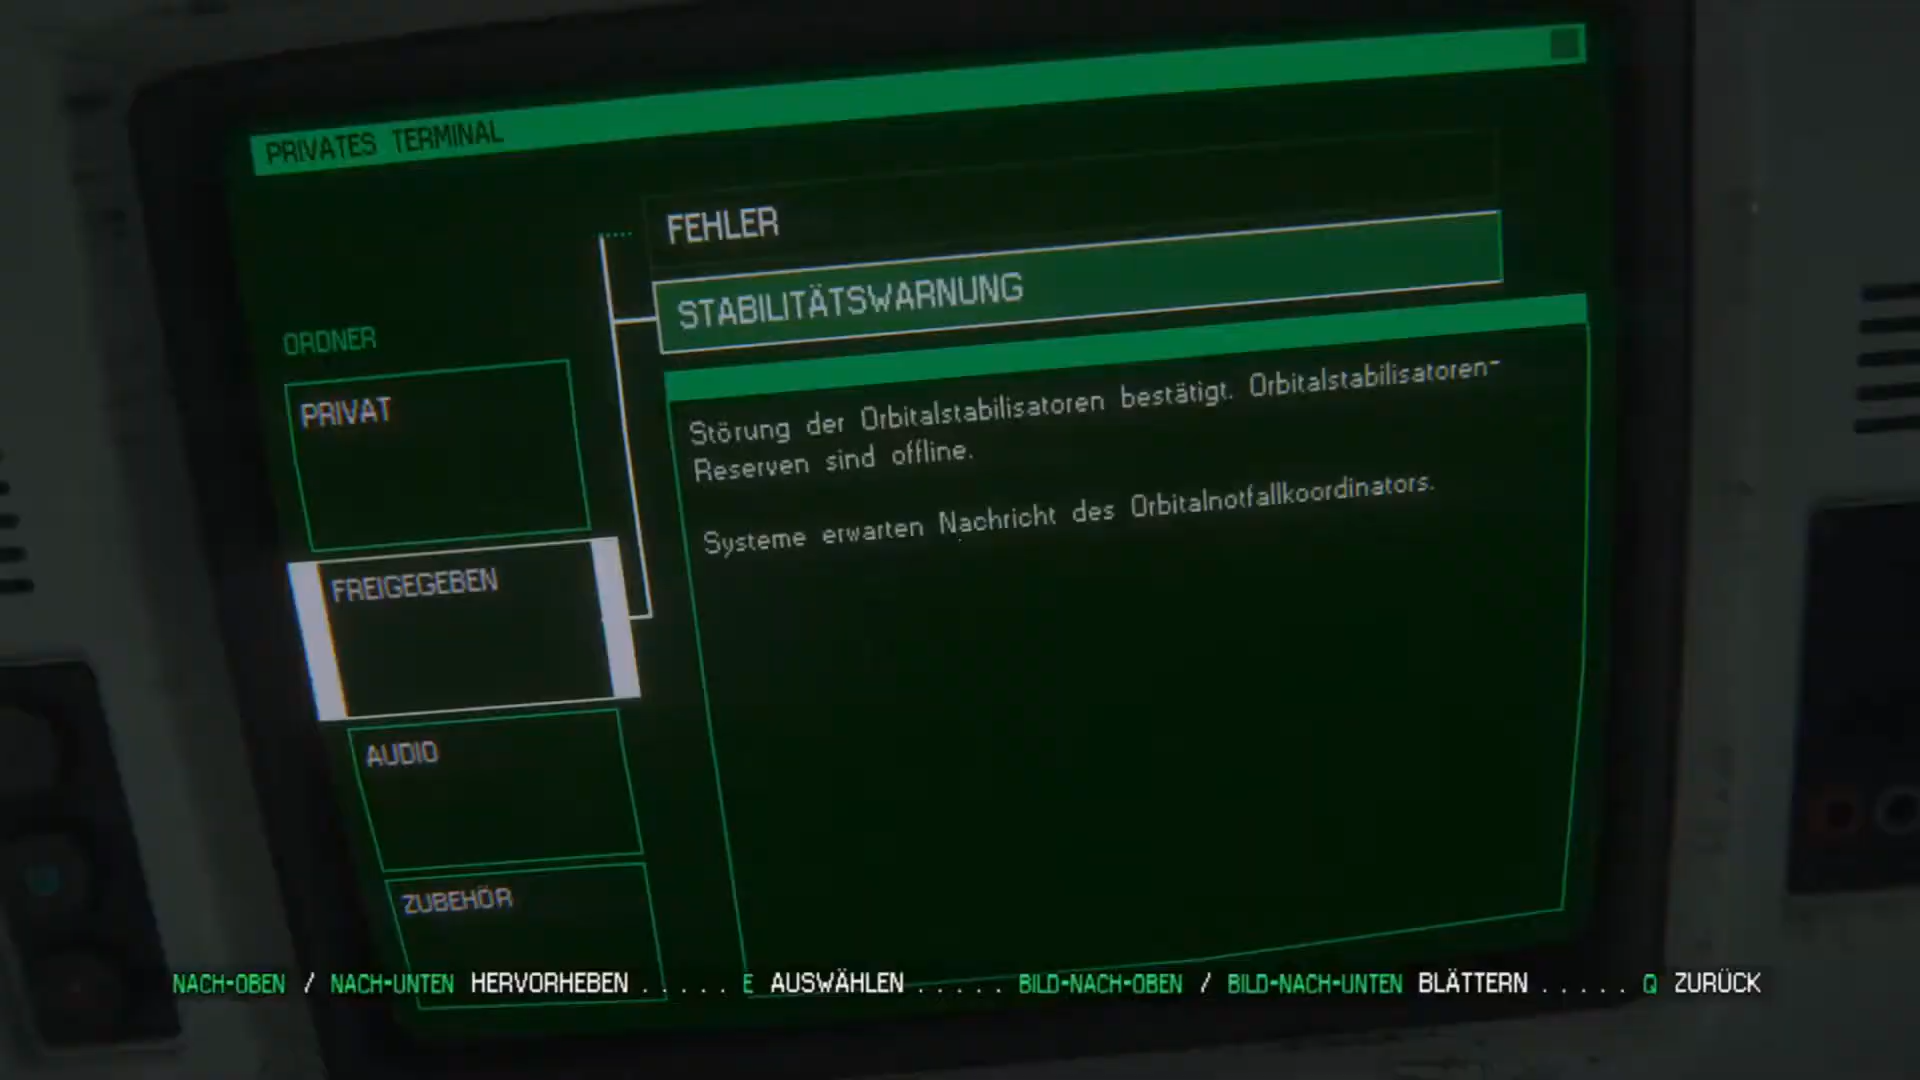 PRIVATES TERMINAL
FEHLER
STABILITÄTSWARNUNG
ORDNER
PRIVAT
FREIGEGEBEN
AUDIO
ZUBEHÖR
Störung der Orbitalstabilisatoren bestätigt. Orbitalstabilisatoren-
Reserven sind offline.
Systeme erwarten Nachricht des Orbitalnotfallkoordinators.
NACH-OBEN / NACH-UNTEN HERVORHEBEN ..... E AUSWÄHLEN ..... BILD-NACH-OBEN / BILD-NACH-UNTEN BLÄTTERN ..... Q ZURÜCK